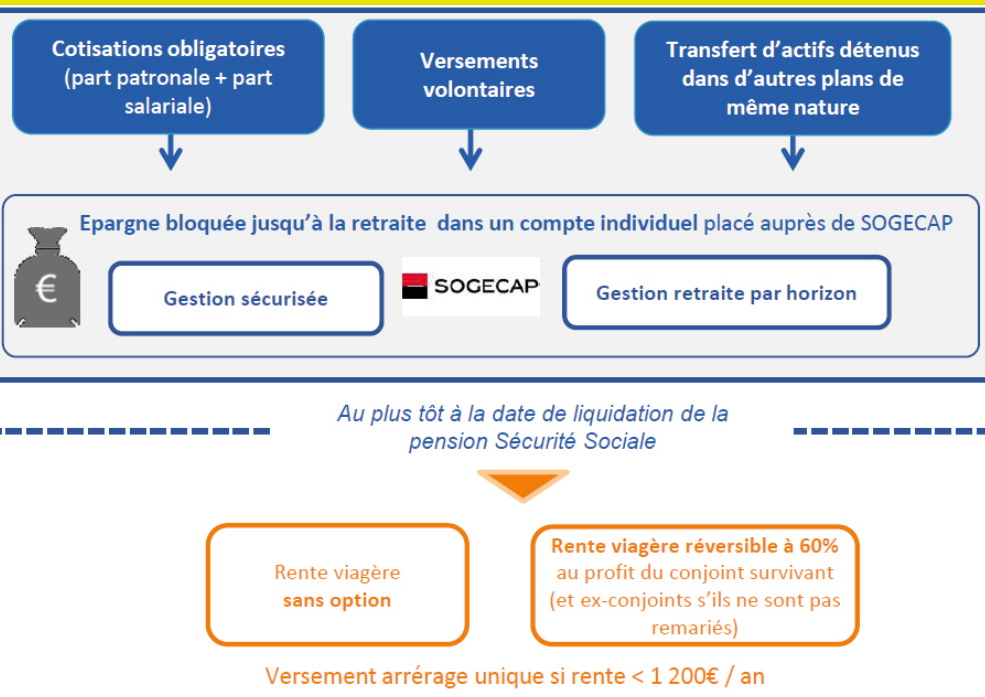 Cotisations obligatoires
(part patronale + part
salariale)
Versements
volontaires
Transfert d'actifs détenus
dans d'autres plans de
même nature
Epargne bloquée jusqu'à la retraite dans un compte individuel placé auprès de SOGECAP
€
Gestion sécurisée
SOGECAP
Gestion retraite par horizon
Au plus tôt à la date de liquidation de la
pension Sécurité Sociale
Rente viagère
sans option
Rente viagère réversible à 60%
au profit du conjoint survivant
(et ex-conjoints s'ils ne sont pas
remariés)
Versement arrérage unique si rente < 1 200€ / an